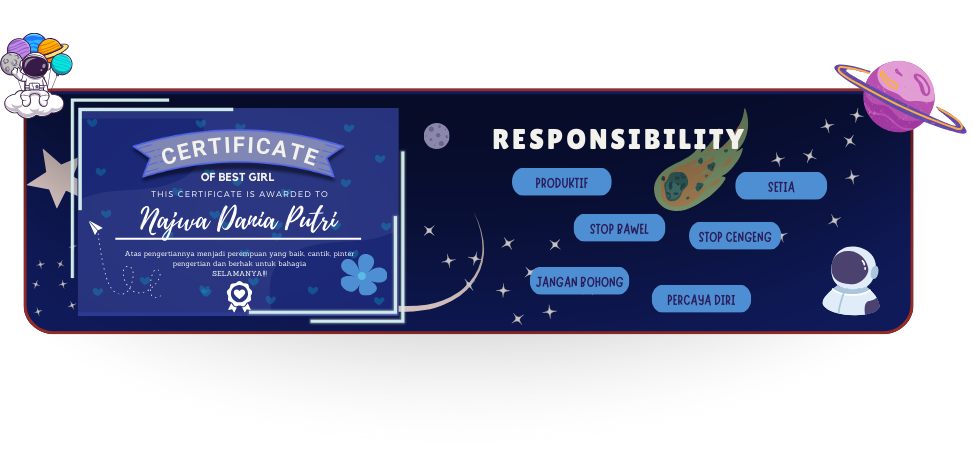 CERTIFICATE
OF BEST GIRL
THIS CERTIFICATE IS AWARDED TO
Najwa Dania Putri
Atas pengertiannya menjadi perempuan yang baik, cantik, pinter
pengertian dan berhak untuk bahagia
SELAMANYA!!!
RESPONSIBILITY
PRODUKTIF
SETIA
STOP BAWEL
STOP CENGENG
JANGAN BOHONG
PERCAYA DIRI